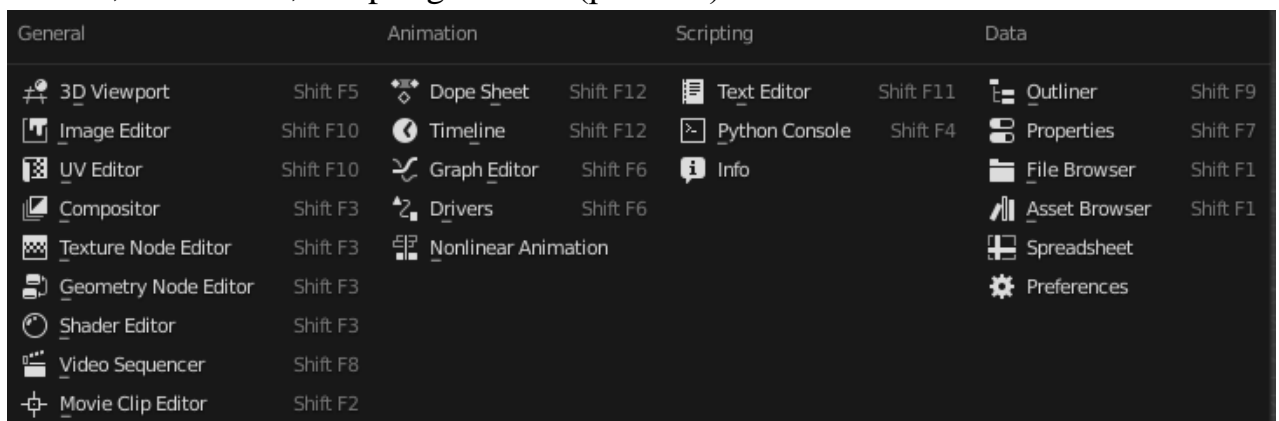 General Animation Scripting Data
3D Viewport Shift F5 Dope Sheet Shift F12 Text Editor Shift F11 Outliner Shift F9
Image Editor Shift F10 Timeline Shift F12 Python Console Shift F4 Properties Shift F7
UV Editor Shift F10 Graph Editor Shift F6 Info File Browser Shift F1
Compositor Shift F3 Drivers Shift F6 Asset Browser Shift F1
Texture Node Editor Shift F3 Nonlinear Animation Spreadsheet
Geometry Node Editor Shift F3 Preferences
Shader Editor Shift F3
Video Sequencer Shift F8
Movie Clip Editor Shift F2